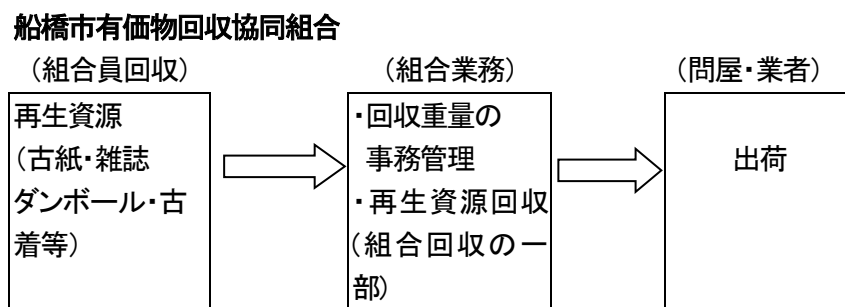 船橋市有価物回収協同組合
（組合員回収）
（組合業務）
（問屋・業者）
再生資源
（古紙・雑誌
ダンボール・古
着等）
・回収重量の
事務管理
・再生資源回収
（組合回収の一
部）
出荷